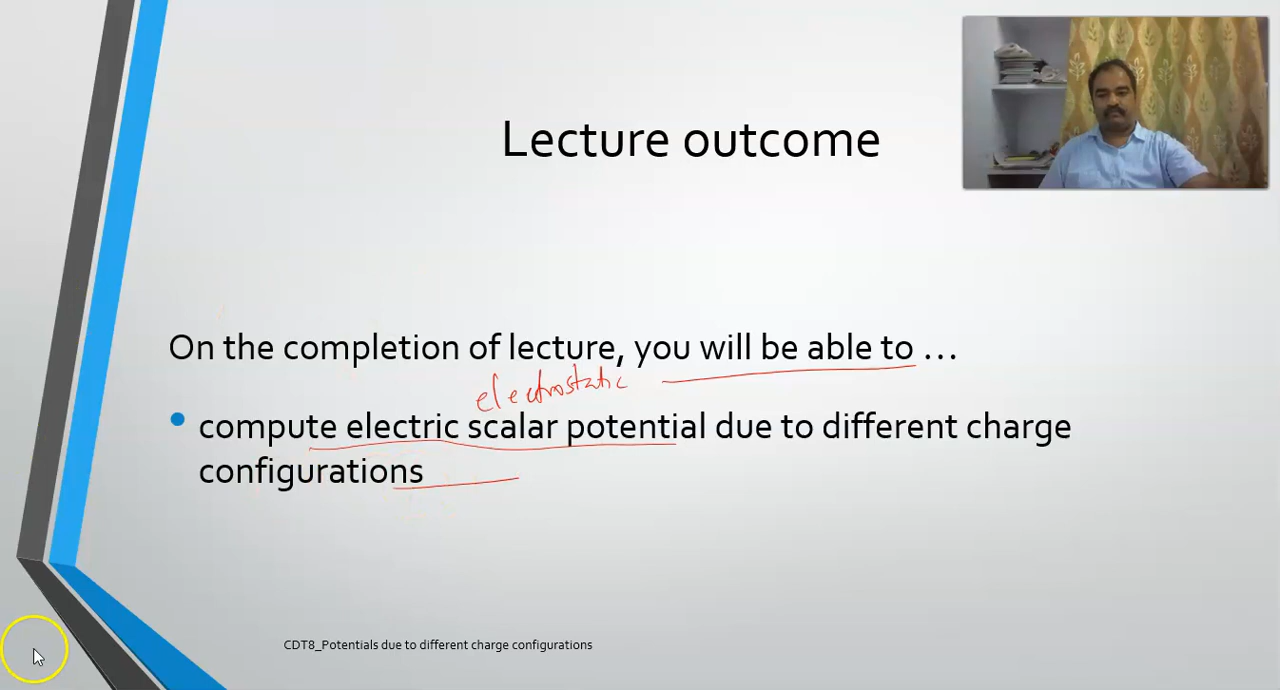 Lecture outcome
On the completion of lecture, you will be able to ...
electrostatic
compute electric scalar potential due to different charge
configurations
CDT8_Potentials due to different charge configurations